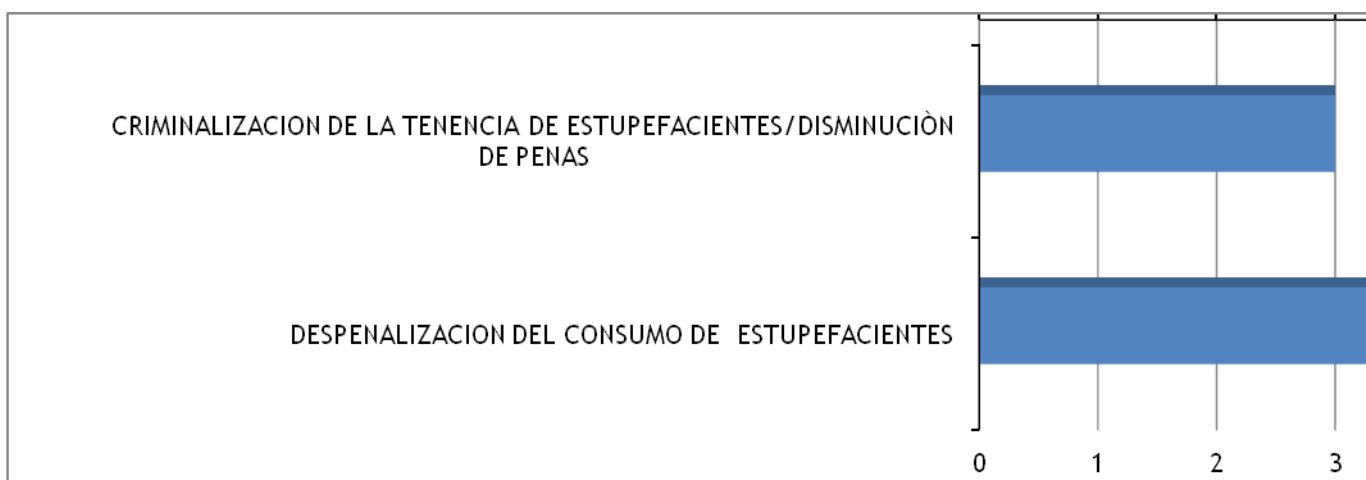 CRIMINALIZACION DE LA TENENCIA DE ESTUPEFACIENTES/DISMINUCIÒN
DE PENAS
DESPENALIZACION DEL CONSUMO DE ESTUPEFACIENTES
0 1 2 3